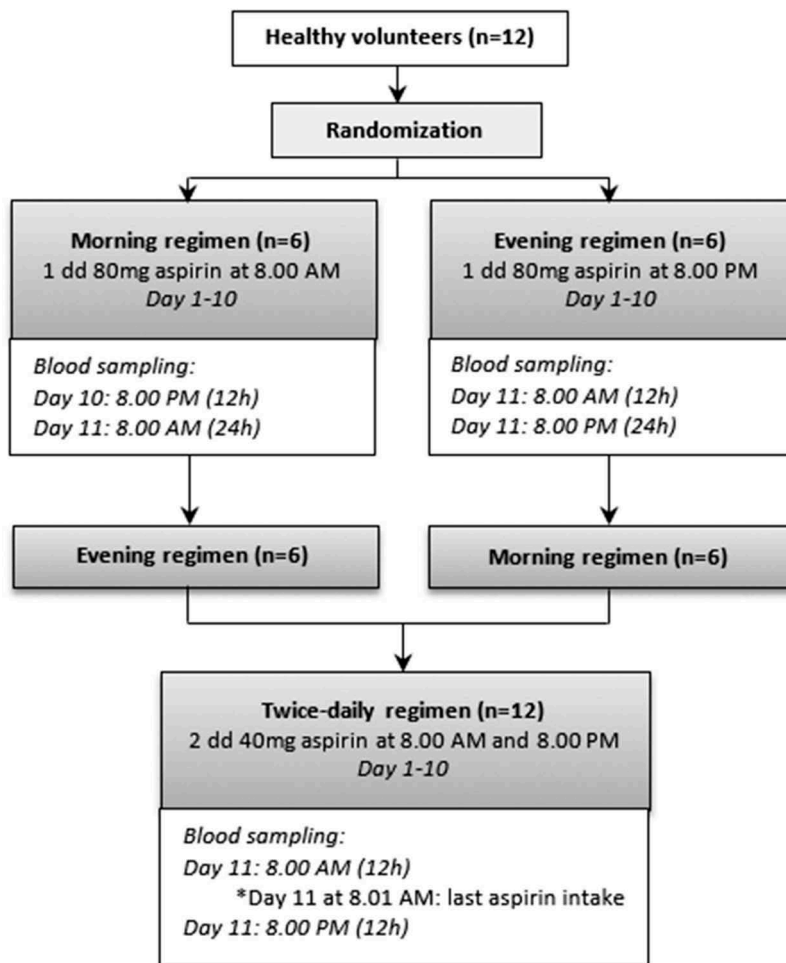 Healthy volunteers (n=12)
Randomization
Morning regimen (n=6)
1 dd 80mg aspirin at 8.00 AM
Day 1-10
Blood sampling:
Day 10: 8.00 PM (12h)
Day 11: 8.00 AM (24h)
Evening regimen (n=6)
1 dd 80mg aspirin at 8.00 PM
Day 1-10
Blood sampling:
Day 11: 8.00 AM (12h)
Day 11: 8.00 PM (24h)
Evening regimen (n=6)
Morning regimen (n=6)
Twice-daily regimen (n=12)
2 dd 40mg aspirin at 8.00 AM and 8.00 PM
Day 1-10
Blood sampling:
Day 11: 8.00 AM (12h)
*Day 11 at 8.01 AM: last aspirin intake
Day 11: 8.00 PM (12h)